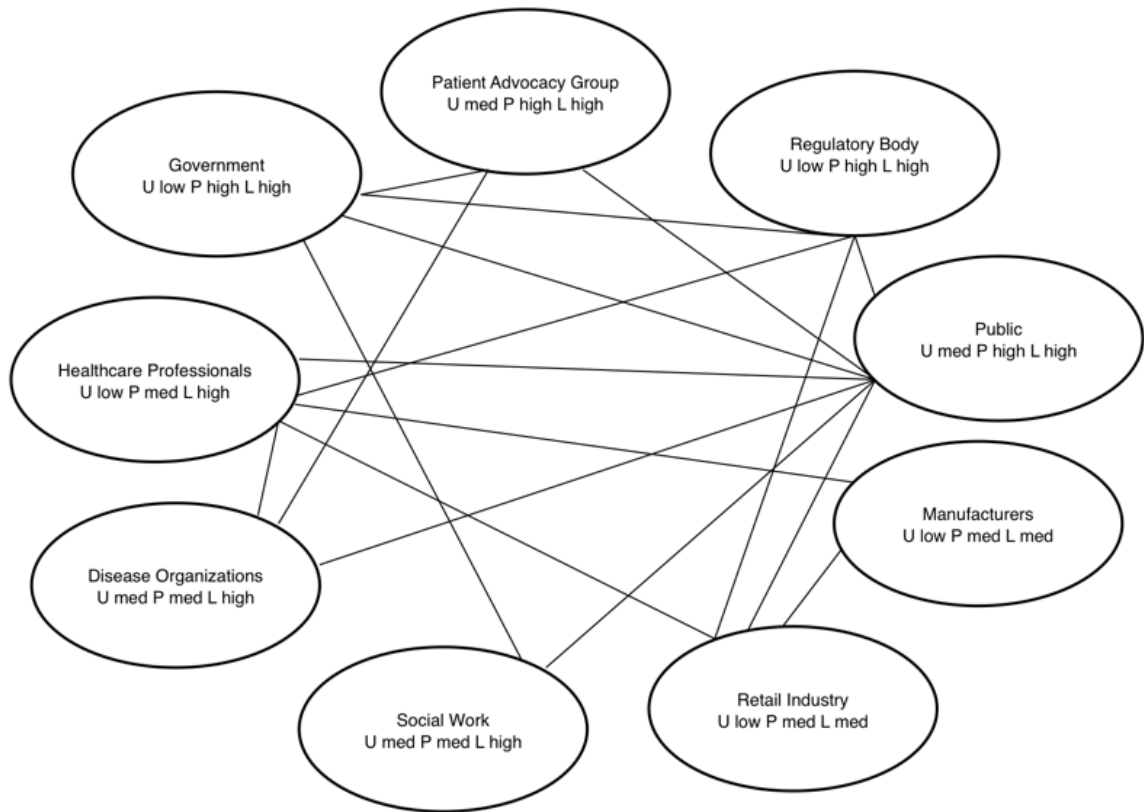 Patient Advocacy Group
U med P high L high
Regulatory Body
U low P high L high
Government
U low P high L high
Public
U med P high L high
Healthcare Professionals
U low P med L high
Manufacturers
U low P med L med
Disease Organizations
U med P med L high
Retail Industry
U low P med L med
Social Work
U med P med L high